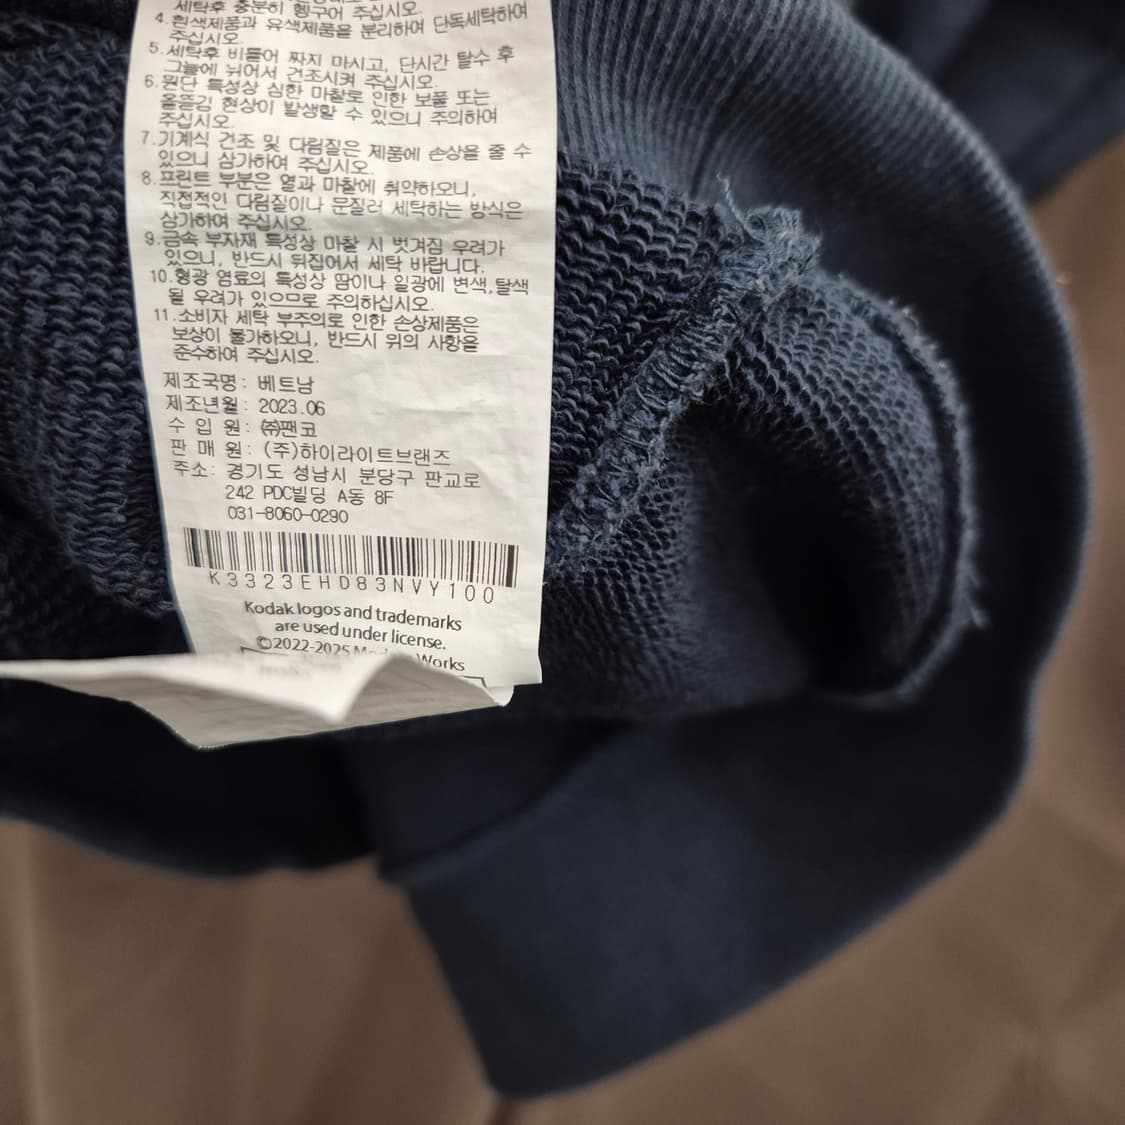 세탁후 충분히 헹구어 주십시오.
4.흰색제품과 유색제품을 분리하여 단독세탁하여
주십시오.
5.세탁후 비틀어 짜지 마시고, 단시간 탈수 후
그늘에 뉘어서 건조시켜 주십시오.
6.원단 특성상 심한 마찰로 인한 보풀 또는
올뜯김 현상이 발생할 수 있으니 주의하여
주십시오.
7.기계식 건조 및 다림질은 제품에 손상을 줄 수
있으니 삼가하여 주십시오.
8.프린트 부분은 열과 마찰에 취약하오니,
직접적인 다림질이나 문질러 세탁하는 방식은
삼가하여 주십시오.
9.금속 부자재 특성상 마찰 시 벗겨짐 우려가
있으니, 반드시 뒤집어서 세탁 바랍니다.
10.형광 염료의 특성상 땀이나 일광에 변색,탈색
될 우려가 있으므로 주의하십시오.
11.소비자 세탁 부주의로 인한 손상제품은
보상이 불가하오니, 반드시 위의 사항을
준수하여 주십시오.
제조국명: 베트남
제조년월: 2023.06
수 입 원: ㈜팬코
판 매 원: (주)하이라이트브랜즈
주소: 경기도 성남시 분당구 판교로
242 PDC빌딩 A동 8F
031-8060-0290
K3323EHD83NVY100
Kodak logos and trademarks
are used under license.
©2022-2025 Works